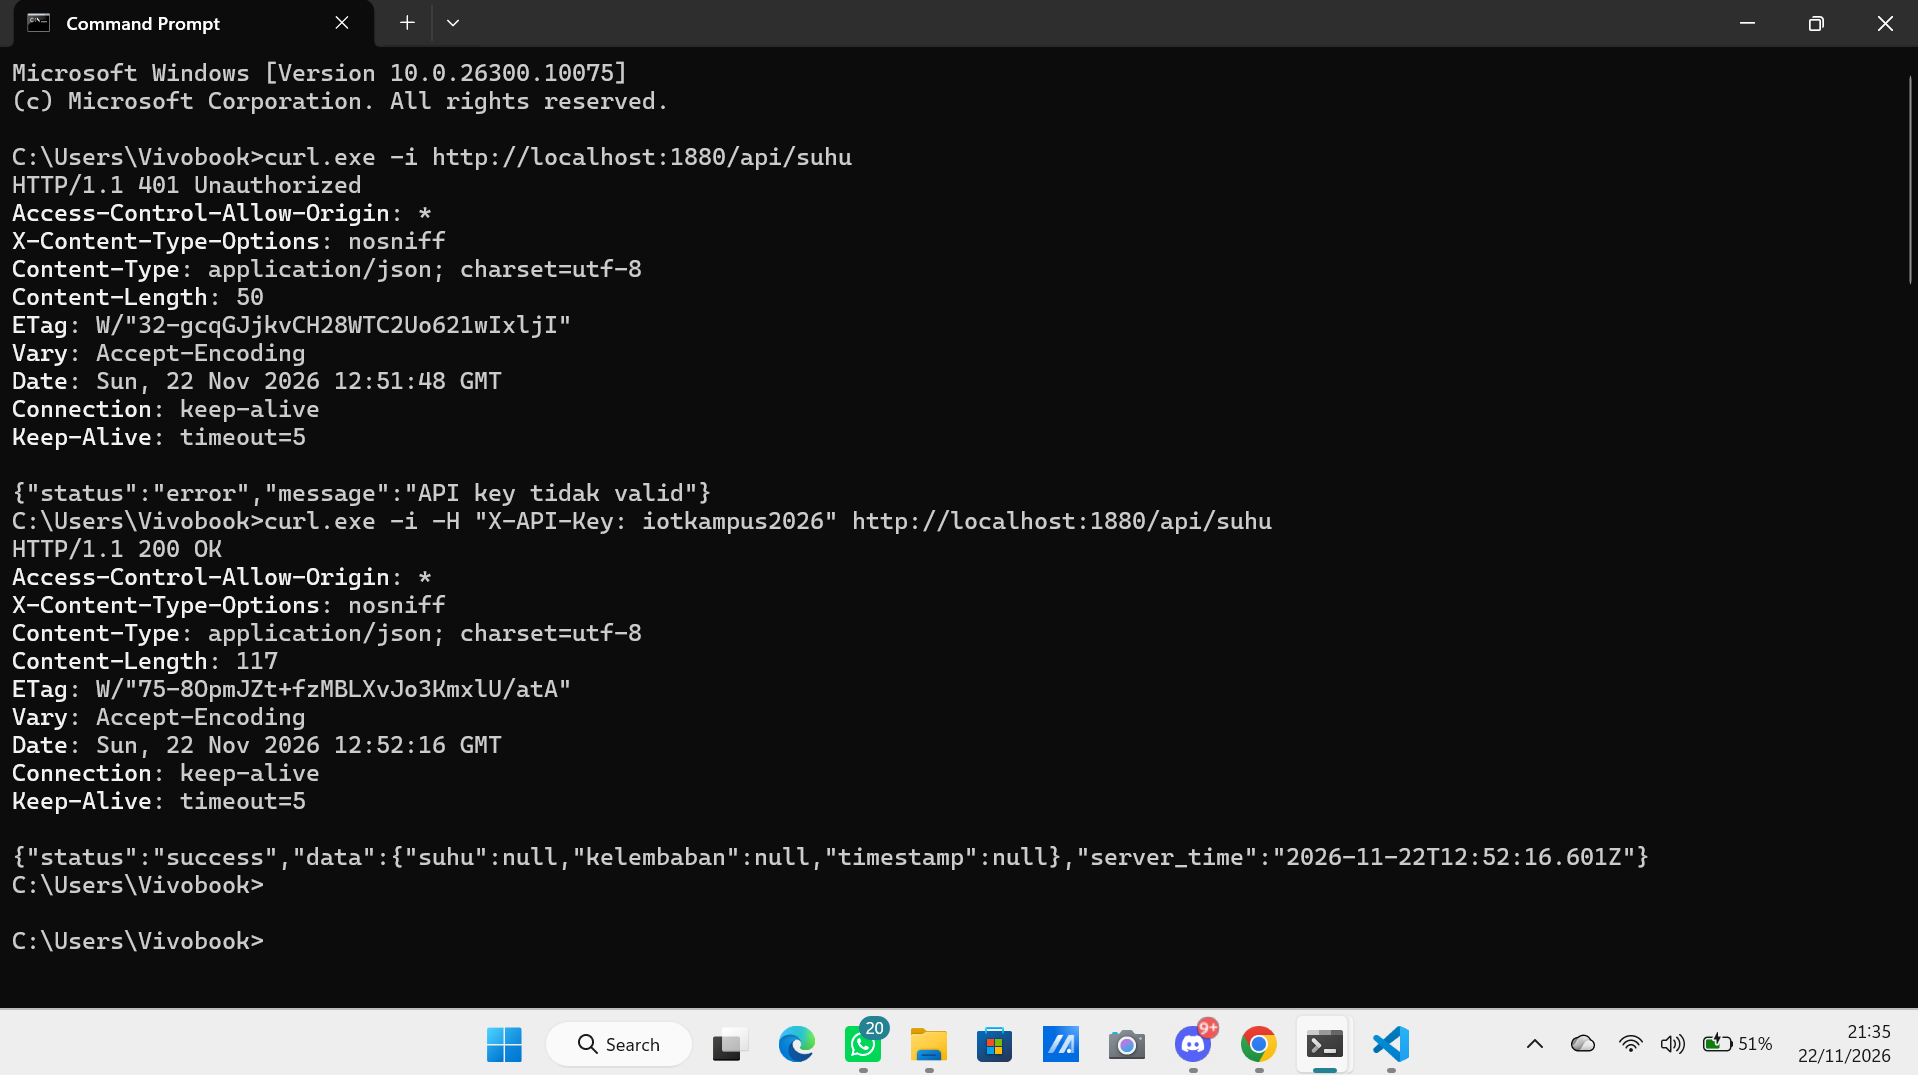 Command Prompt
Microsoft Windows [Version 10.0.26300.10075]
(c) Microsoft Corporation. All rights reserved.
C:\Users\Vivobook>curl.exe -i http://localhost:1880/api/suhu
HTTP/1.1 401 Unauthorized
Access-Control-Allow-Origin: *
X-Content-Type-Options: nosniff
Content-Type: application/json; charset=utf-8
Content-Length: 50
ETag: W/"32-gcqGJjkvCH28WTC2Uo621wIxljI"
Vary: Accept-Encoding
Date: Sun, 22 Nov 2026 12:51:48 GMT
Connection: keep-alive
Keep-Alive: timeout=5
{"status":"error","message":"API key tidak valid"}
C:\Users\Vivobook>curl.exe -i -H "X-API-Key: iotkampus2026" http://localhost:1880/api/suhu
HTTP/1.1 200 OK
Access-Control-Allow-Origin: *
X-Content-Type-Options: nosniff
Content-Type: application/json; charset=utf-8
Content-Length: 117
ETag: W/"75-8OpmJZt+fzMBLXvJo3KmxlU/atA"
Vary: Accept-Encoding
Date: Sun, 22 Nov 2026 12:52:16 GMT
Connection: keep-alive
Keep-Alive: timeout=5
{"status":"success","data":{"suhu":null,"kelembaban":null,"timestamp":null},"server_time":"2026-11-22T12:52:16.601Z"}
C:\Users\Vivobook>
C:\Users\Vivobook>
Search
20
9+
51%
21:35
22/11/2026